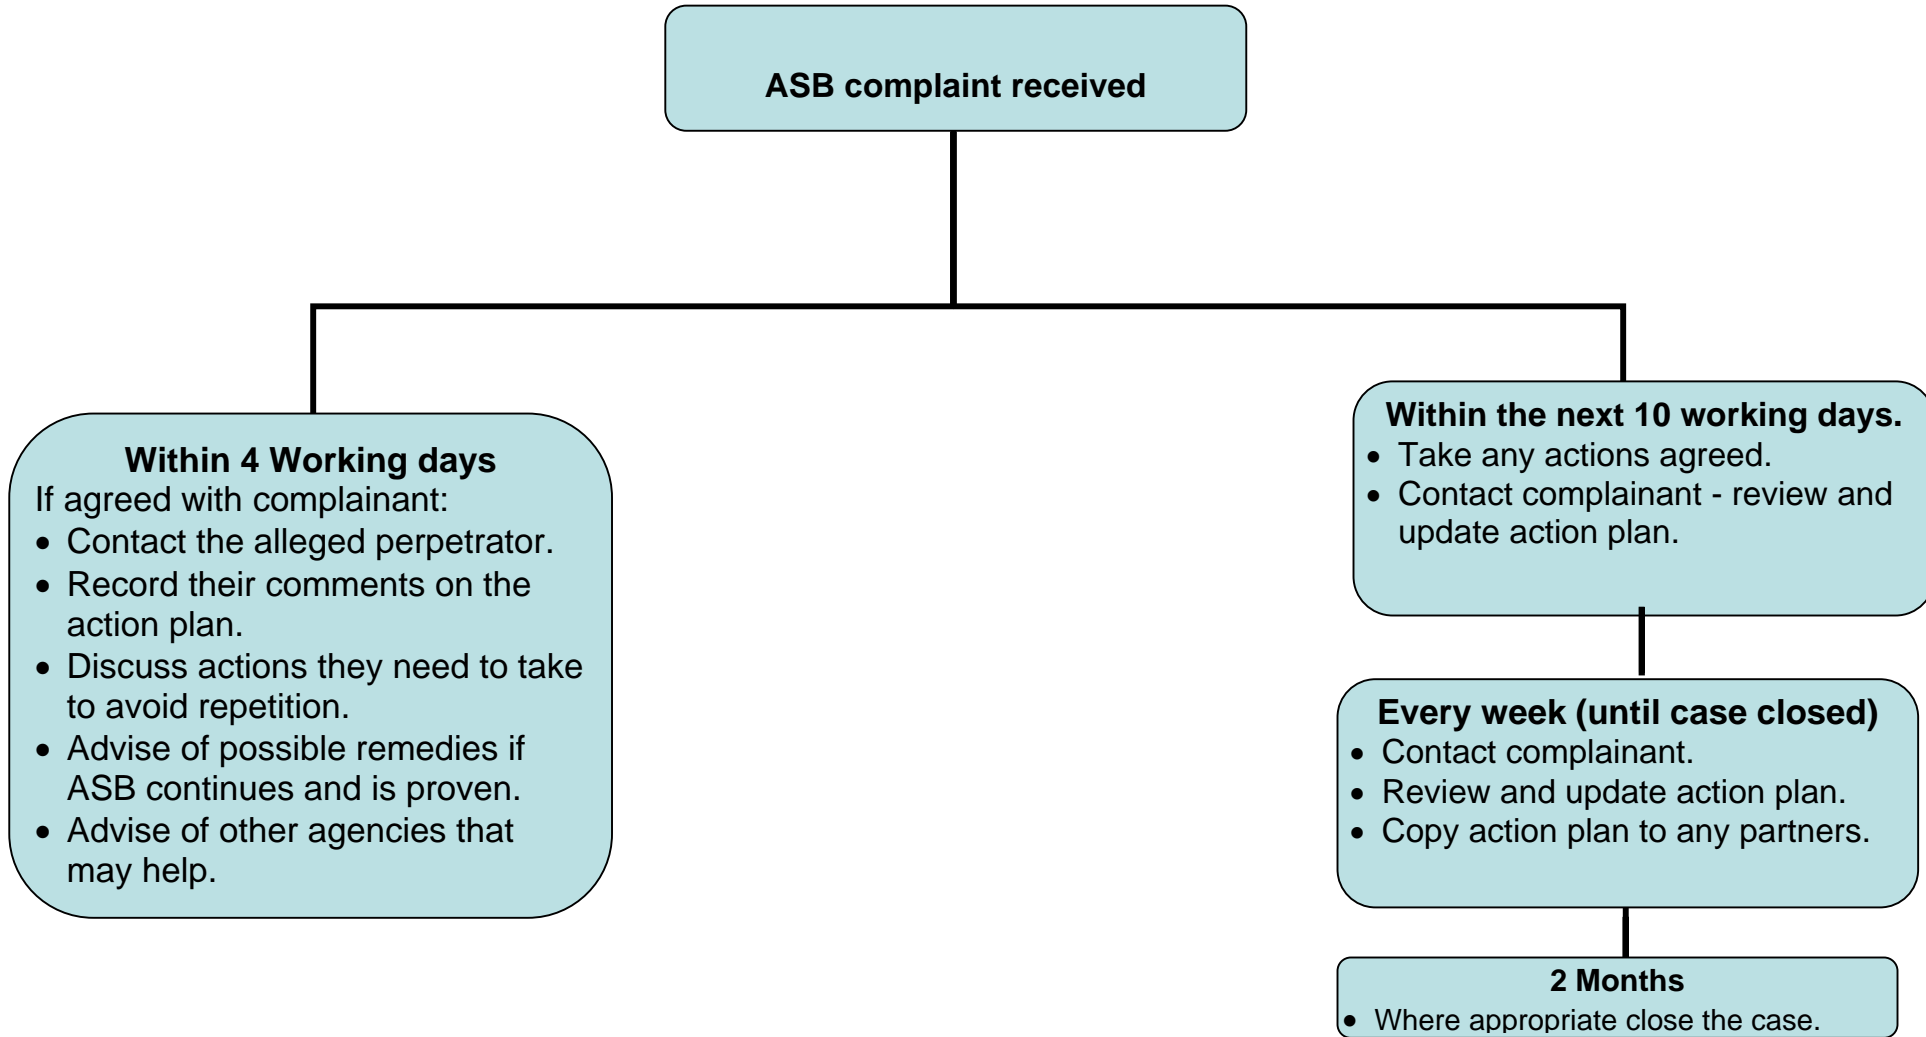 ASB complaint received
Within 4 Working days
If agreed with complainant:
• Contact the alleged perpetrator.
• Record their comments on the
action plan.
• Discuss actions they need to take
to avoid repetition.
• Advise of possible remedies if
ASB continues and is proven.
• Advise of other agencies that
may help.
Within the next 10 working days.
• Take any actions agreed.
• Contact complainant - review and
update action plan.
Every week (until case closed)
• Contact complainant.
• Review and update action plan.
• Copy action plan to any partners.
2 Months
• Where appropriate close the case.